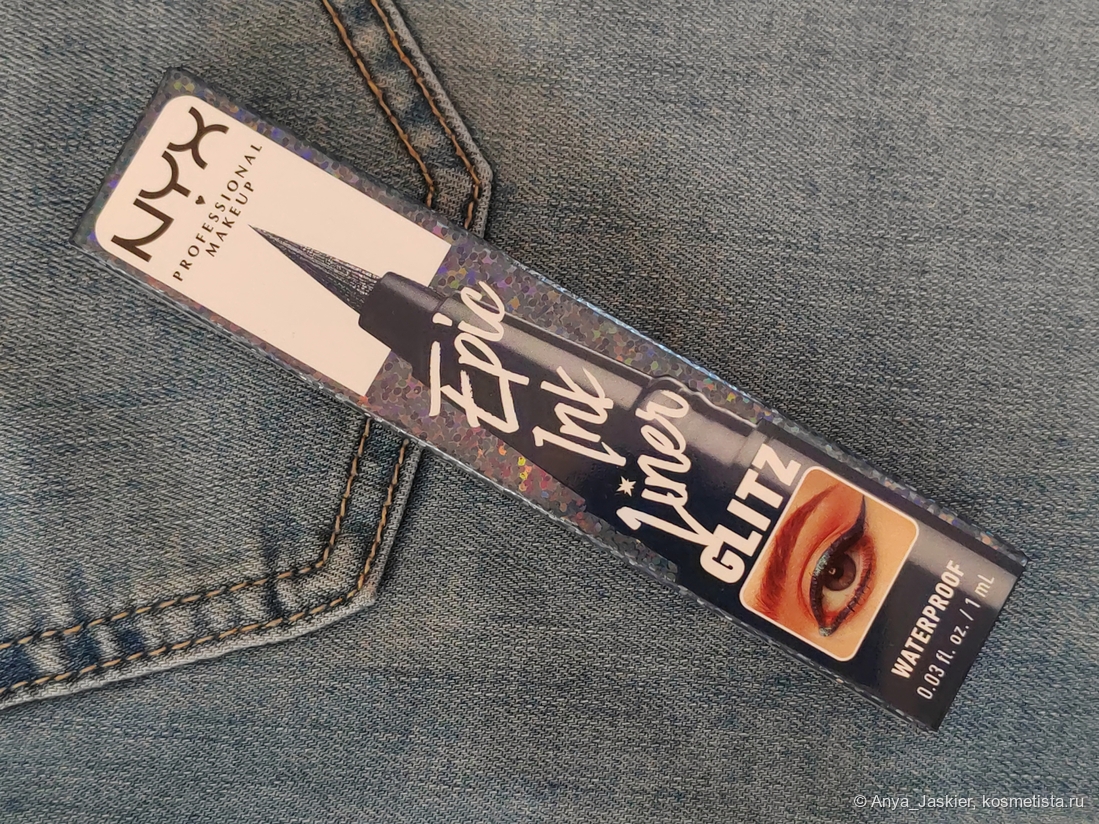 NYX
PROFESSIONAL
MAKEUP
Epic
Ink
Liner
GLITZ
WATERPROOF
0.03 fl. oz. / 1 mL
© Anya_Jaskier, kosmetista.ru